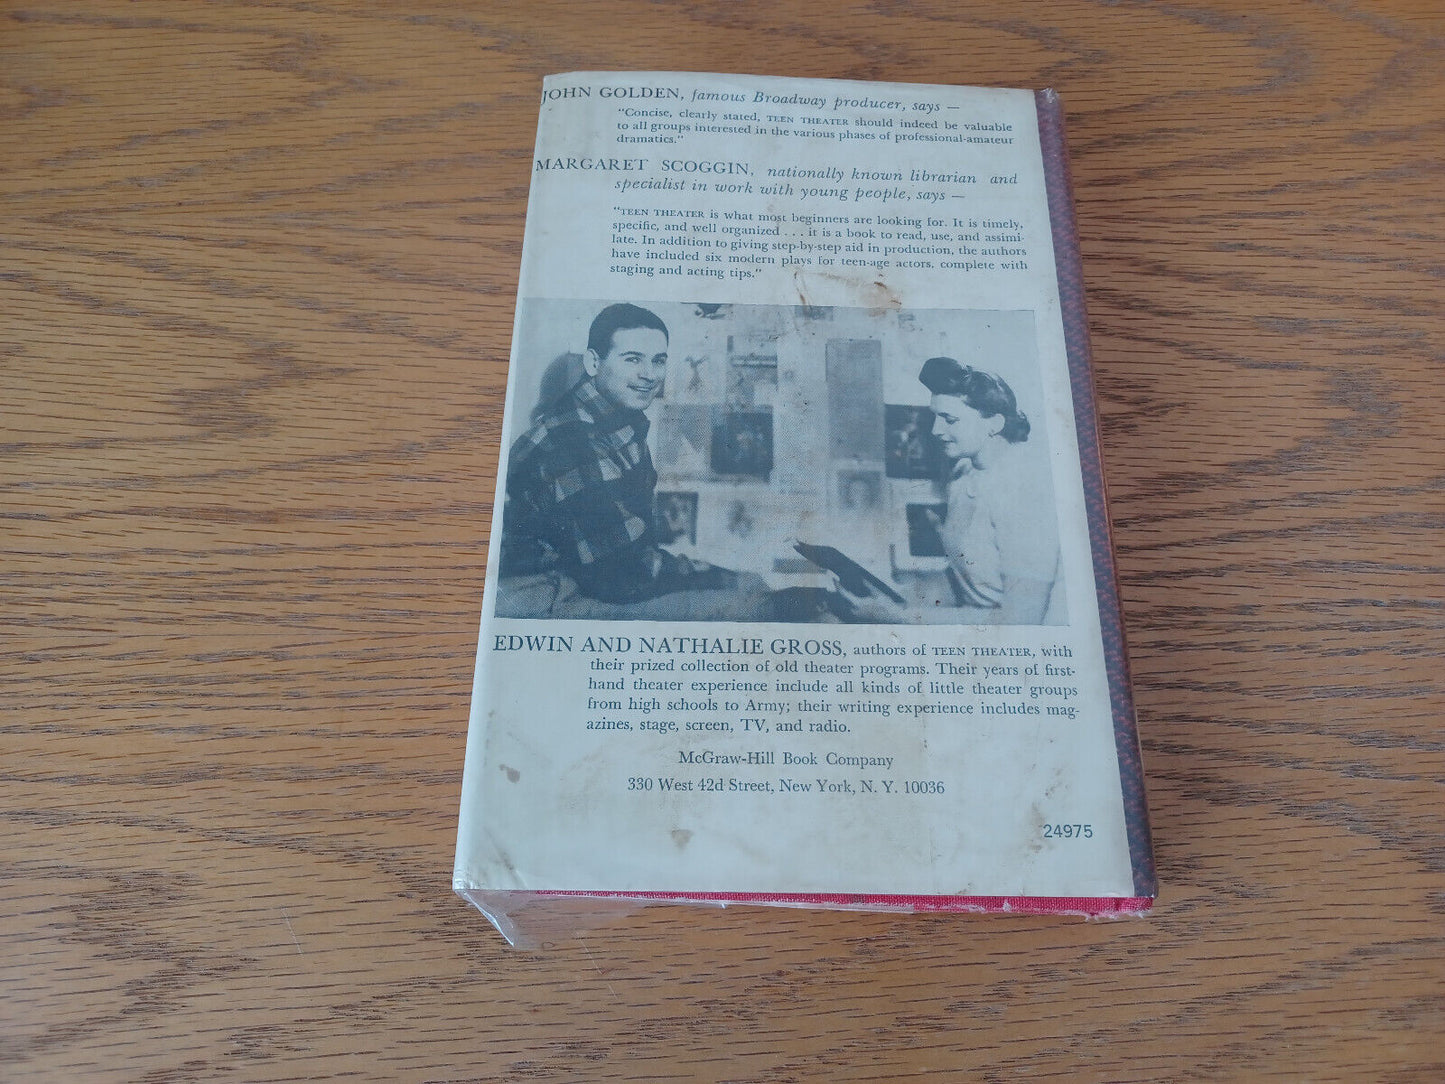 JOHN GOLDEN, famous Broadway producer, says —
"Concise, clearly stated, TEEN THEATER should indeed be valuable
to all groups interested in the various phases of professional-amateur
dramatics."
MARGARET SCOGGIN, nationally known librarian and
specialist in work with young people, says —
"TEEN THEATER is what most beginners are looking for. It is timely,
specific, and well organized . . . it is a book to read, use, and assimi-
late. In addition to giving step-by-step aid in production, the authors
have included six modern plays for teen-age actors, complete with
staging and acting tips."
EDWIN AND NATHALIE GROSS, authors of TEEN THEATER, with
their prized collection of old theater programs. Their years of first-
hand theater experience include all kinds of little theater groups
from high schools to Army; their writing experience includes mag-
azines, stage, screen, TV, and radio.
McGraw-Hill Book Company
330 West 42d Street, New York, N. Y. 10036
24975